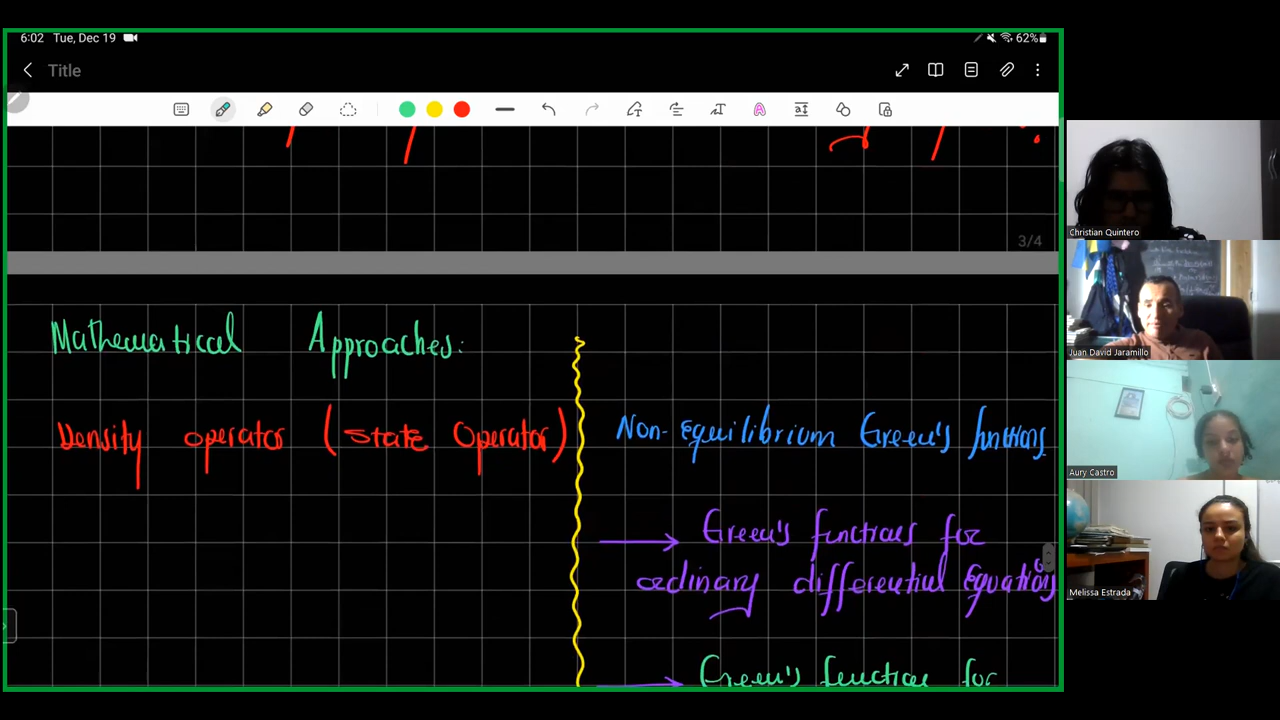 6:02 Tue, Dec 19
62%
Title
3/4
Mathematical Approaches:
Density operator (state Operator)
Non-Equilibrium Green's functions.
Green's functions for
ordinary differential Equations
Green's functions for
Christian Quintero
Juan David Jaramillo
Aury Castro
Melissa Estrada